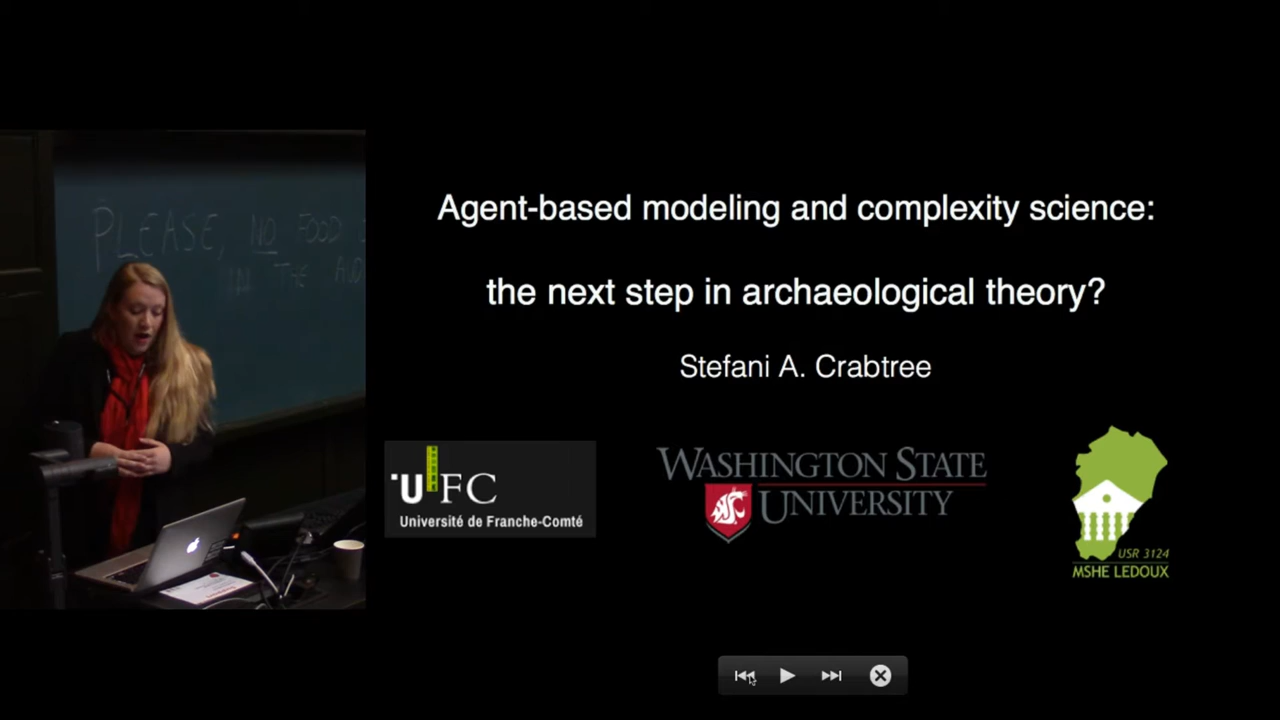 PLEASE, NO FOOD
IN THE
Agent-based modeling and complexity science:
the next step in archaeological theory?
Stefani A. Crabtree
UFC
Université de Franche-Comté
WASHINGTON STATE
UNIVERSITY
USR 3124
MSHE LEDOUX